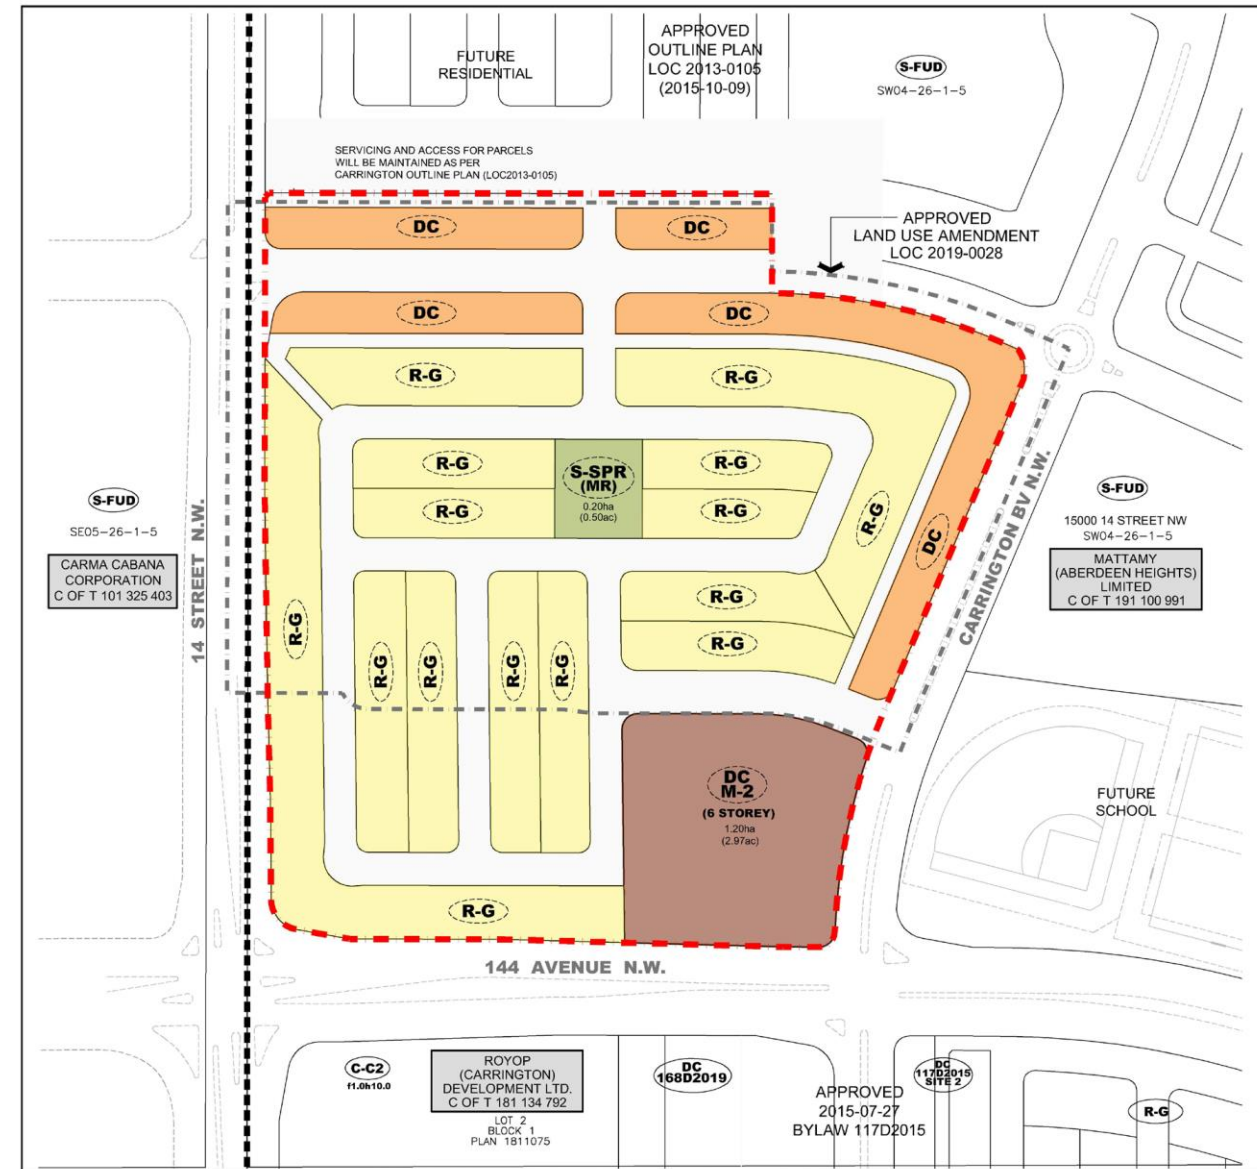 FUTURE
RESIDENTIAL
APPROVED
OUTLINE PLAN
LOC 2013-0105
(2015-10-09)
S-FUD
SW04-26-1-5
SERVICING AND ACCESS FOR PARCELS
WILL BE MAINTAINED AS PER
CARRINGTON OUTLINE PLAN (LOC2013-0105)
DC
DC
APPROVED
LAND USE AMENDMENT
LOC 2019-0028
DC
DC
R-G
R-G
R-G
S-SPR
(MR)
0.20ha
(0.50ac)
R-G
R-G
R-G
R-G
DC
S-FUD
SE05-26-1-5
CARMA CABANA
CORPORATION
C OF T 101 325 403
14 STREET N.W.
S-FUD
15000 14 STREET NW
SW04-26-1-5
MATTAMY
(ABERDEEN HEIGHTS)
LIMITED
C OF T 191 100 991
CARRINGTON BV N.W.
R-G
R-G
R-G
R-G
R-G
R-G
R-G
DC
M-2
(6 STOREY)
1.20ha
(2.97ac)
FUTURE
SCHOOL
R-G
144 AVENUE N.W.
C-C2
f1.0h10.0
ROYOP
(CARRINGTON)
DEVELOPMENT LTD.
C OF T 181 134 792
LOT 2
BLOCK 1
PLAN 1811075
DC
168D2019
APPROVED
2015-07-27
BYLAW 117D2015
DC
117D2015
SITE 2
R-G